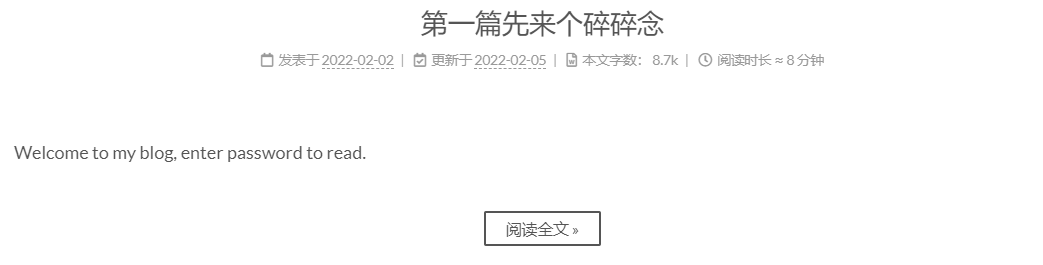 第一篇先来个碎碎念
发表于 2022-02-02 | 更新于 2022-02-05 | 本文字数： 8.7k | 阅读时长 ≈ 8 分钟
Welcome to my blog, enter password to read.
阅读全文 »